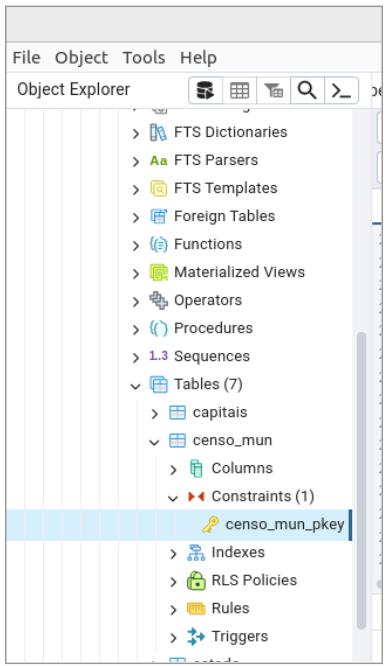 File Object Tools Help
Object Explorer
FTS Dictionaries
Aa FTS Parsers
FTS Templates
Foreign Tables
Functions
Materialized Views
Operators
Procedures
1..3 Sequences
Tables (7)
capitais
censo_mun
Columns
Constraints (1)
censo_mun_pkey
Indexes
RLS Policies
Rules
Triggers